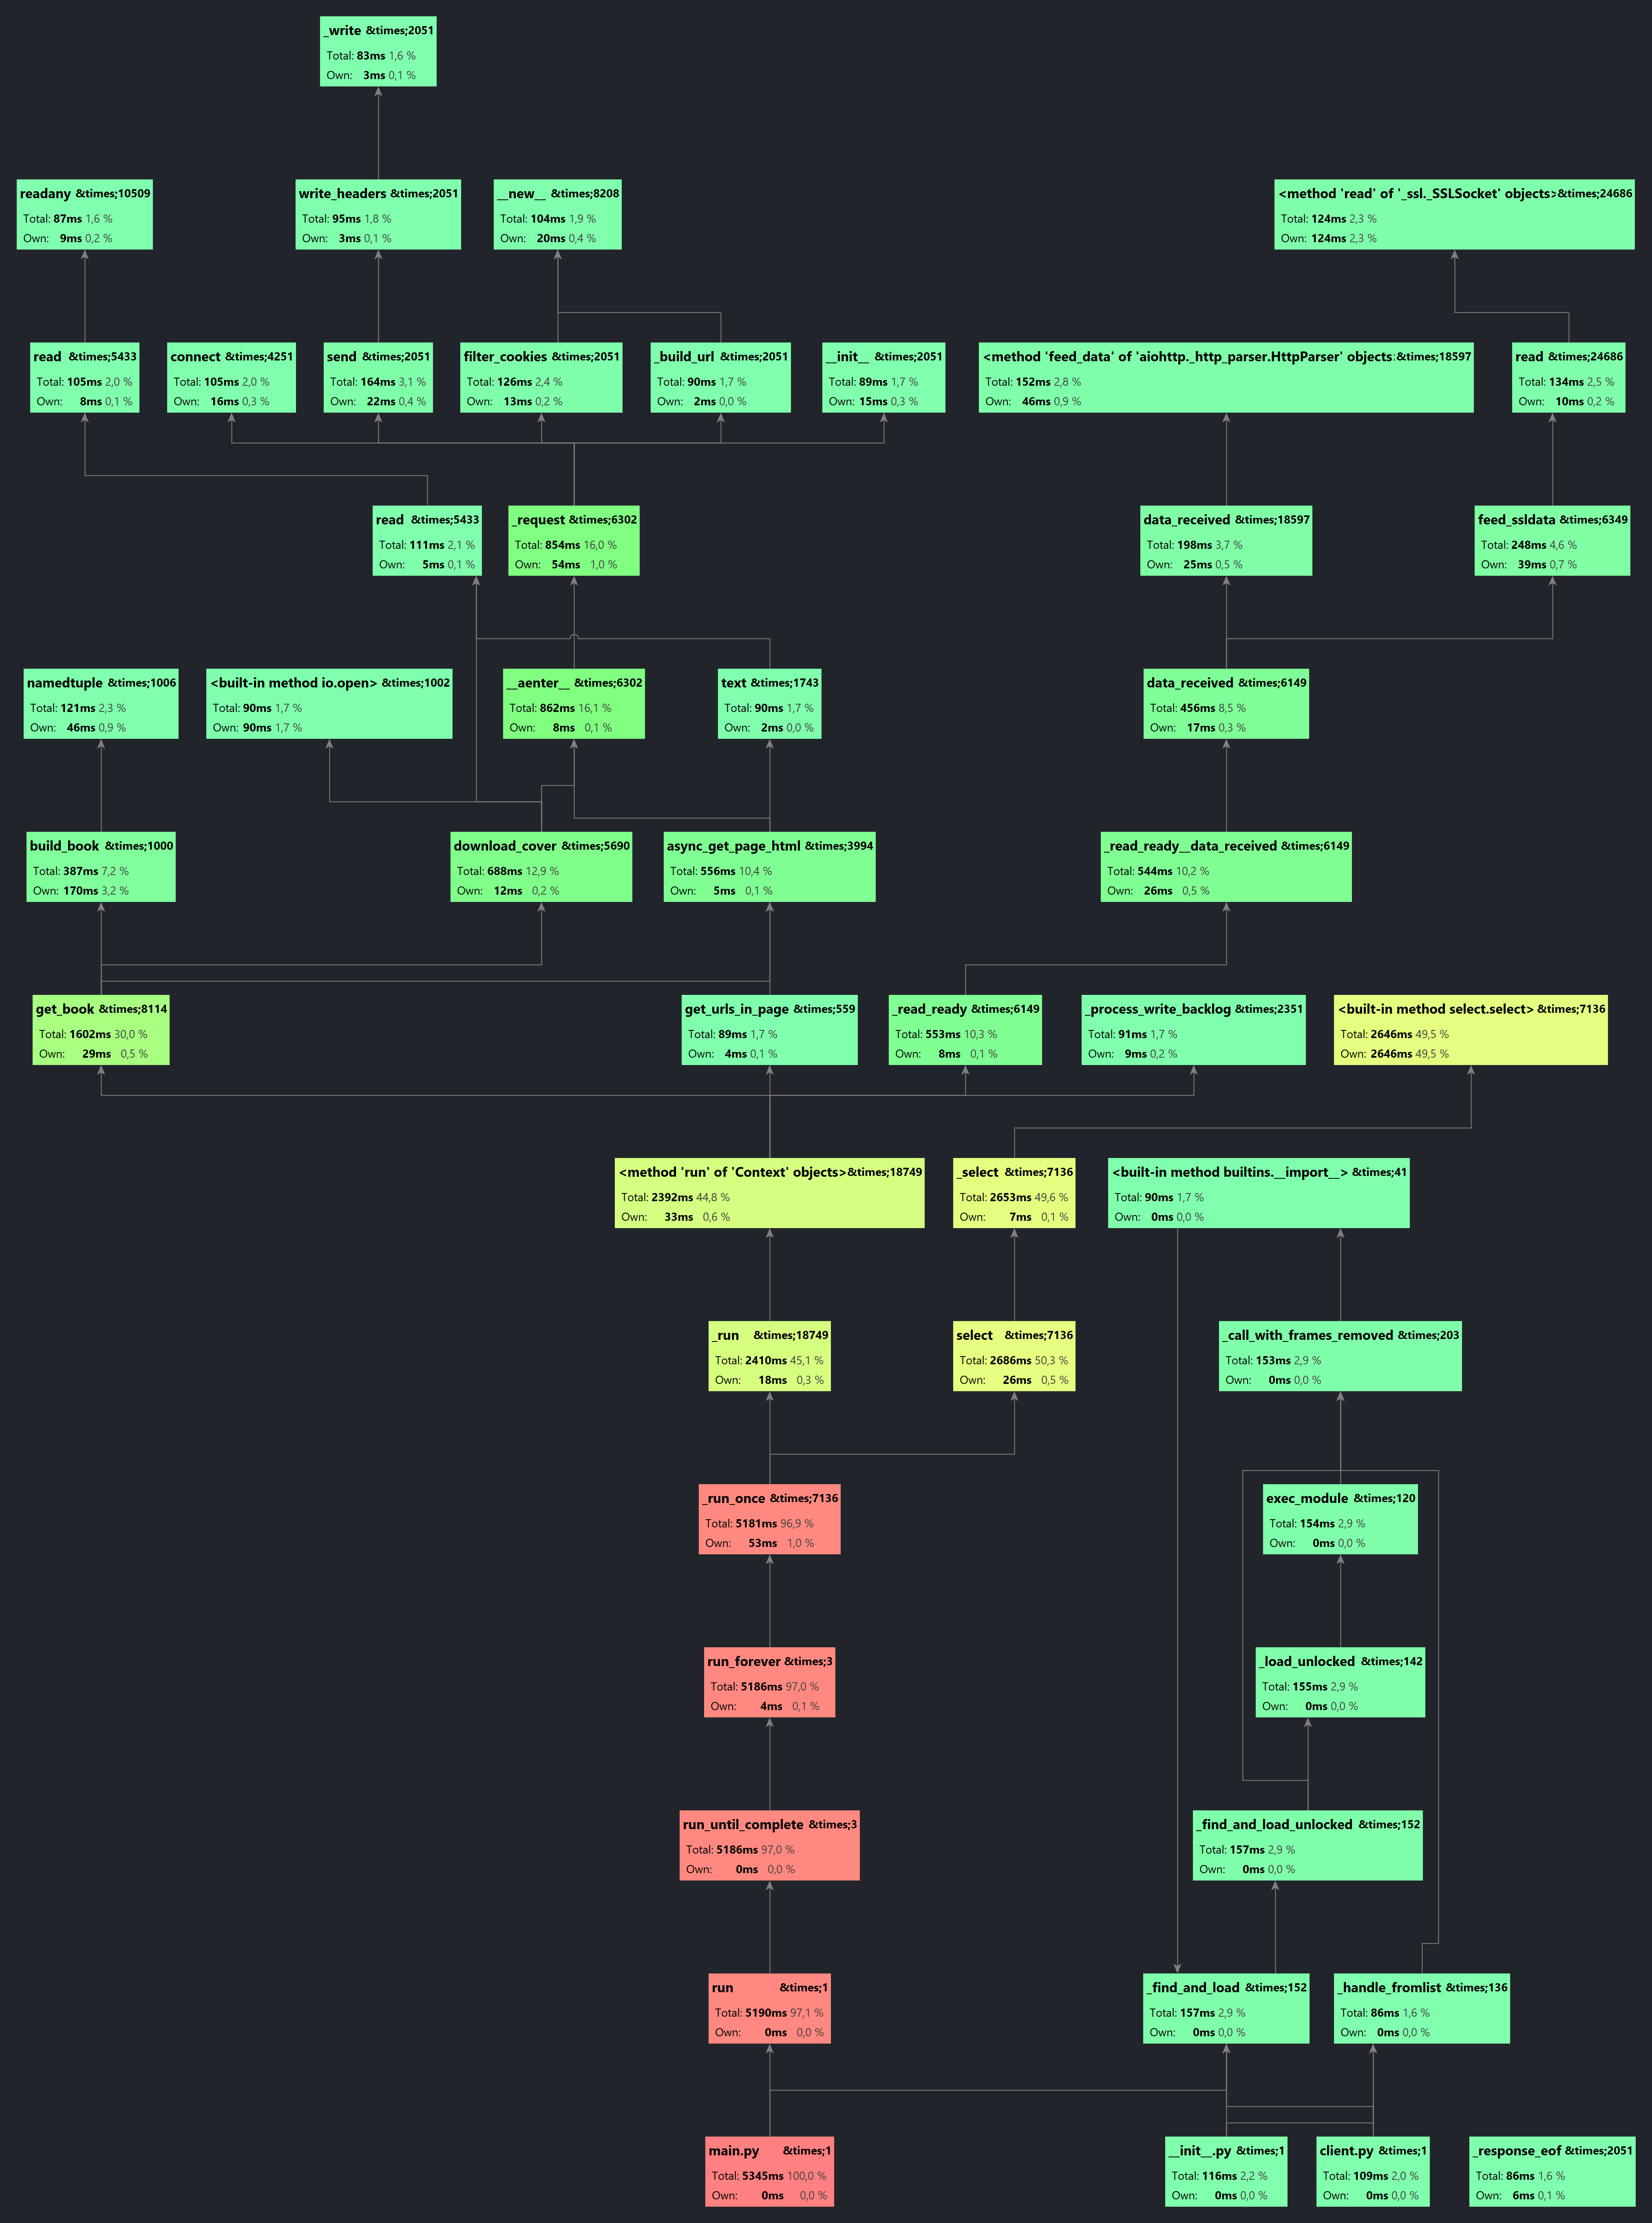 _write &times;2051
Total: 83ms 1,6 %
Own: 3ms 0,1 %
readany &times;10509
Total: 87ms 1,6 %
Own: 9ms 0,2 %
write_headers &times;2051
Total: 95ms 1,8 %
Own: 3ms 0,1 %
__new__ &times;8208
Total: 104ms 1,9 %
Own: 20ms 0,4 %
<method 'read' of '_ssl._SSLSocket' objects>&times;24686
Total: 124ms 2,3 %
Own: 124ms 2,3 %
read &times;5433
Total: 105ms 2,0 %
Own: 8ms 0,1 %
connect &times;4251
Total: 105ms 2,0 %
Own: 16ms 0,3 %
send &times;2051
Total: 164ms 3,1 %
Own: 22ms 0,4 %
filter_cookies &times;2051
Total: 126ms 2,4 %
Own: 13ms 0,2 %
_build_url &times;2051
Total: 90ms 1,7 %
Own: 2ms 0,0 %
__init__ &times;2051
Total: 89ms 1,7 %
Own: 15ms 0,3 %
<method 'feed_data' of 'aiohttp._http_parser.HttpParser' objects &times;18597
Total: 152ms 2,8 %
Own: 46ms 0,9 %
read &times;24686
Total: 134ms 2,5 %
Own: 10ms 0,2 %
read &times;5433
Total: 111ms 2,1 %
Own: 5ms 0,1 %
_request &times;6302
Total: 854ms 16,0 %
Own: 54ms 1,0 %
data_received &times;18597
Total: 198ms 3,7 %
Own: 25ms 0,5 %
feed_ssldata &times;6349
Total: 248ms 4,6 %
Own: 39ms 0,7 %
namedtuple &times;1006
Total: 121ms 2,3 %
Own: 46ms 0,9 %
<built-in method io.open> &times;1002
Total: 90ms 1,7 %
Own: 90ms 1,7 %
__aenter__ &times;6302
Total: 862ms 16,1 %
Own: 8ms 0,1 %
text &times;1743
Total: 90ms 1,7 %
Own: 2ms 0,0 %
data_received &times;6149
Total: 456ms 8,5 %
Own: 17ms 0,3 %
build_book &times;1000
Total: 387ms 7,2 %
Own: 170ms 3,2 %
download_cover &times;5690
Total: 688ms 12,9 %
Own: 12ms 0,2 %
async_get_page_html &times;3994
Total: 556ms 10,4 %
Own: 5ms 0,1 %
_read_ready__data_received &times;6149
Total: 544ms 10,2 %
Own: 26ms 0,5 %
get_book &times;8114
Total: 1602ms 30,0 %
Own: 29ms 0,5 %
get_urls_in_page &times;559
Total: 89ms 1,7 %
Own: 4ms 0,1 %
_read_ready &times;6149
Total: 553ms 10,3 %
Own: 8ms 0,1 %
_process_write_backlog &times;2351
Total: 91ms 1,7 %
Own: 9ms 0,2 %
<built-in method select.select> &times;7136
Total: 2646ms 49,5 %
Own: 2646ms 49,5 %
<method 'run' of 'Context' objects>&times;18749
Total: 2392ms 44,8 %
Own: 33ms 0,6 %
_select &times;7136
Total: 2653ms 49,6 %
Own: 7ms 0,1 %
<built-in method builtins.__import__> &times;41
Total: 90ms 1,7 %
Own: 0ms 0,0 %
_run &times;18749
Total: 2410ms 45,1 %
Own: 18ms 0,3 %
select &times;7136
Total: 2686ms 50,3 %
Own: 26ms 0,5 %
_call_with_frames_removed &times;203
Total: 153ms 2,9 %
Own: 0ms 0,0 %
_run_once &times;7136
Total: 5181ms 96,9 %
Own: 53ms 1,0 %
exec_module &times;120
Total: 154ms 2,9 %
Own: 0ms 0,0 %
run_forever &times;3
Total: 5186ms 97,0 %
Own: 4ms 0,1 %
_load_unlocked &times;142
Total: 155ms 2,9 %
Own: 0ms 0,0 %
run_until_complete &times;3
Total: 5186ms 97,0 %
Own: 0ms 0,0 %
_find_and_load_unlocked &times;152
Total: 157ms 2,9 %
Own: 0ms 0,0 %
run &times;1
Total: 5190ms 97,1 %
Own: 0ms 0,0 %
_find_and_load &times;152
Total: 157ms 2,9 %
Own: 0ms 0,0 %
_handle_fromlist &times;136
Total: 86ms 1,6 %
Own: 0ms 0,0 %
main.py &times;1
Total: 5345ms 100,0 %
Own: 0ms 0,0 %
__init__.py &times;1
Total: 116ms 2,2 %
Own: 0ms 0,0 %
client.py &times;1
Total: 109ms 2,0 %
Own: 0ms 0,0 %
_response_eof &times;2051
Total: 86ms 1,6 %
Own: 6ms 0,1 %